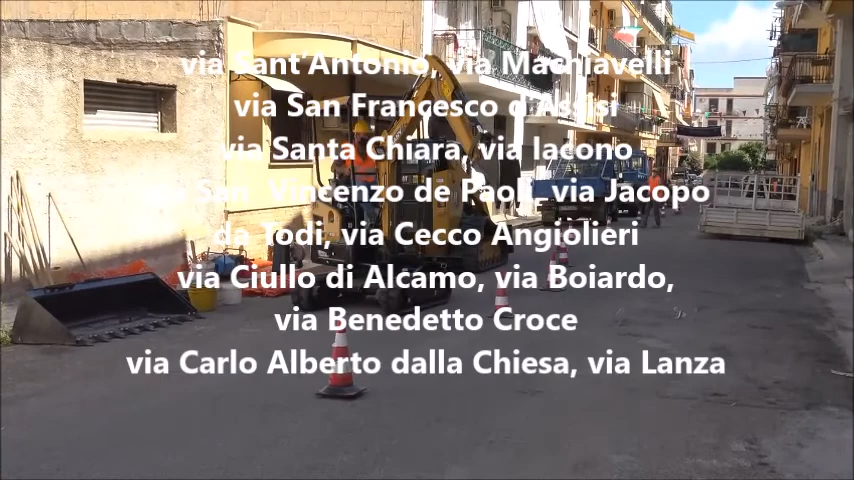 via Sant'Antonio, via Machiavelli
via San Francesco d'Assisi
via Santa Chiara, via Iacono
San Vincenzo de Paoli, via Jacopo
da Todi, via Cecco Angiolieri
via Ciullo di Alcamo, via Boiardo,
via Benedetto Croce
via Carlo Alberto dalla Chiesa, via Lanza